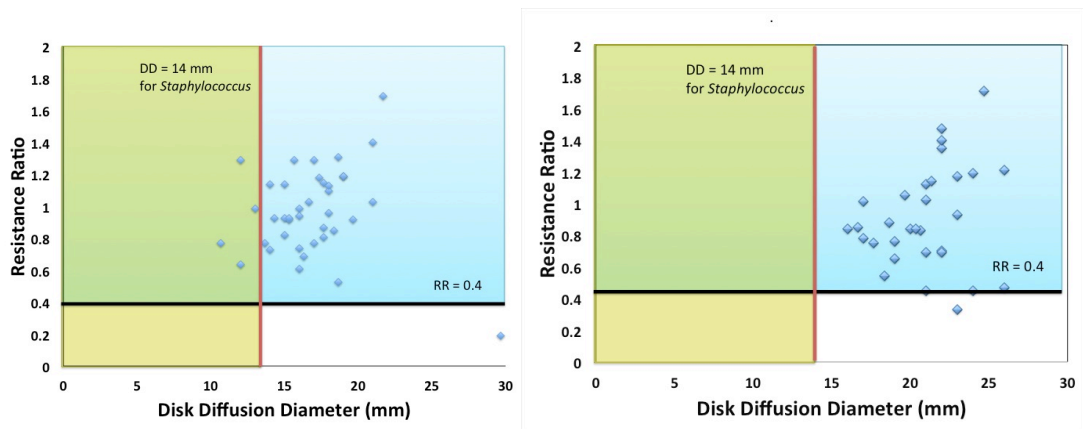 2
1.8
1.6
1.4
1.2
1
0.8
0.6
0.4
0.2
0
Resistance Ratio
DD = 14 mm
for Staphylococcus
RR = 0.4
0 5 10 15 20 25 30
Disk Diffusion Diameter (mm)
2
1.8
1.6
1.4
1.2
1
0.8
0.6
0.4
0.2
0
Resistance Ratio
DD = 14 mm
for Staphylococcus
RR = 0.4
0 5 10 15 20 25 30
Disk Diffusion Diameter (mm)